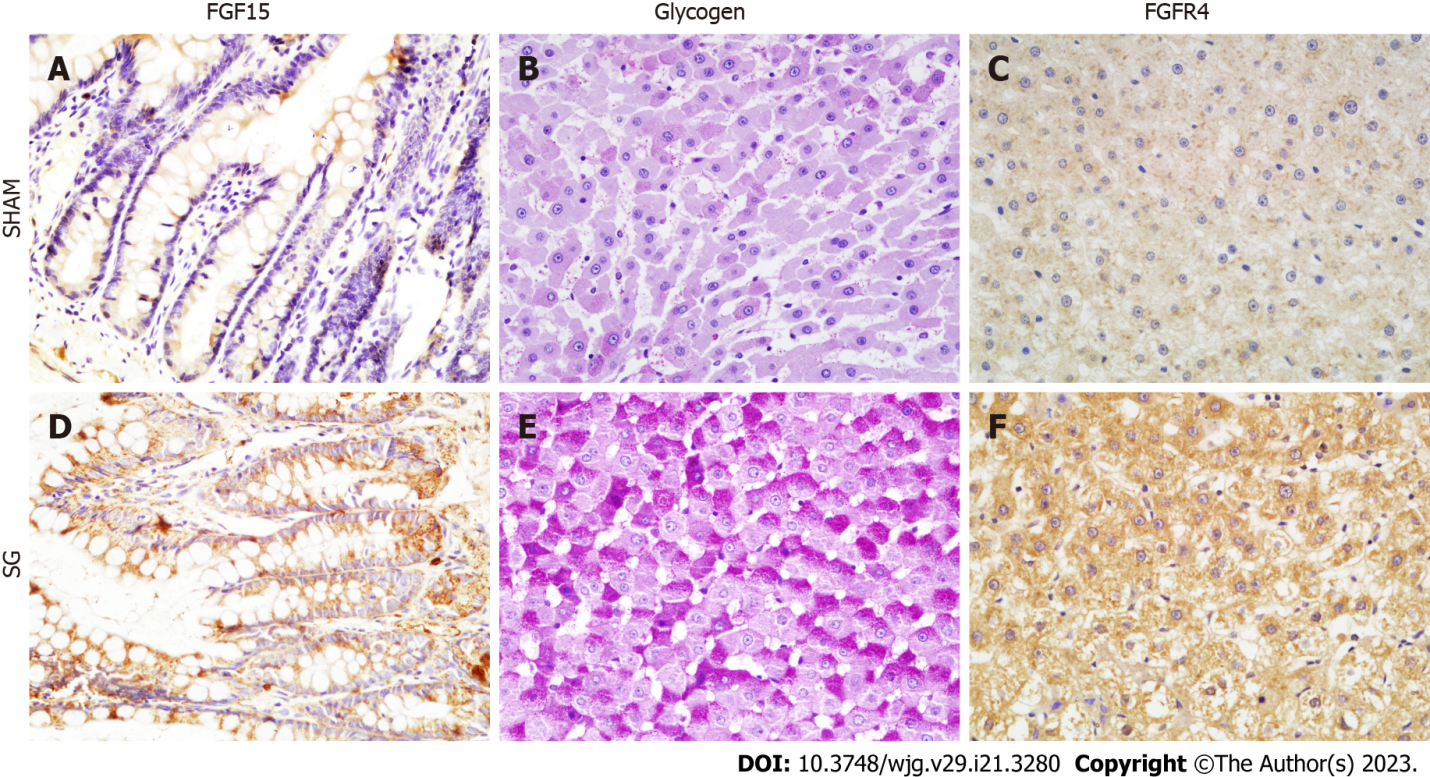 FGF15 Glycogen FGFR4
SHAM
A B C
SG
D E F
DOI: 10.3748/wjg.v29.i21.3280 Copyright ©The Author(s) 2023.